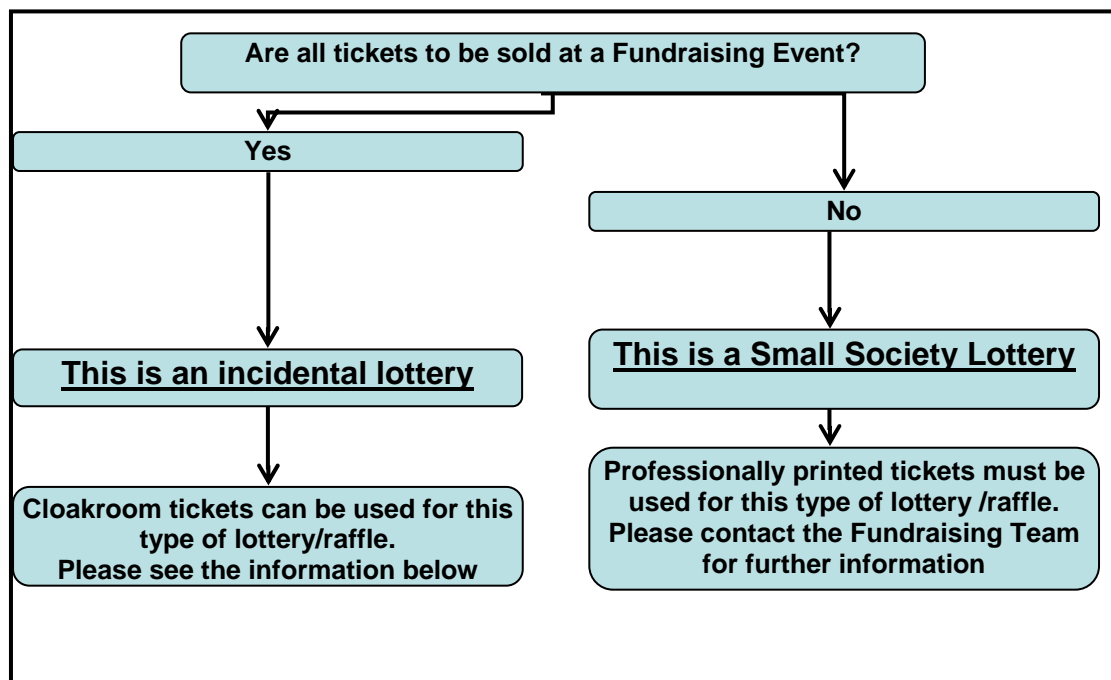 Are all tickets to be sold at a Fundraising Event?
Yes
No
This is an incidental lottery
This is a Small Society Lottery
Cloakroom tickets can be used for this
type of lottery/raffle.
Please see the information below
Professionally printed tickets must be
used for this type of lottery /raffle.
Please contact the Fundraising Team
for further information